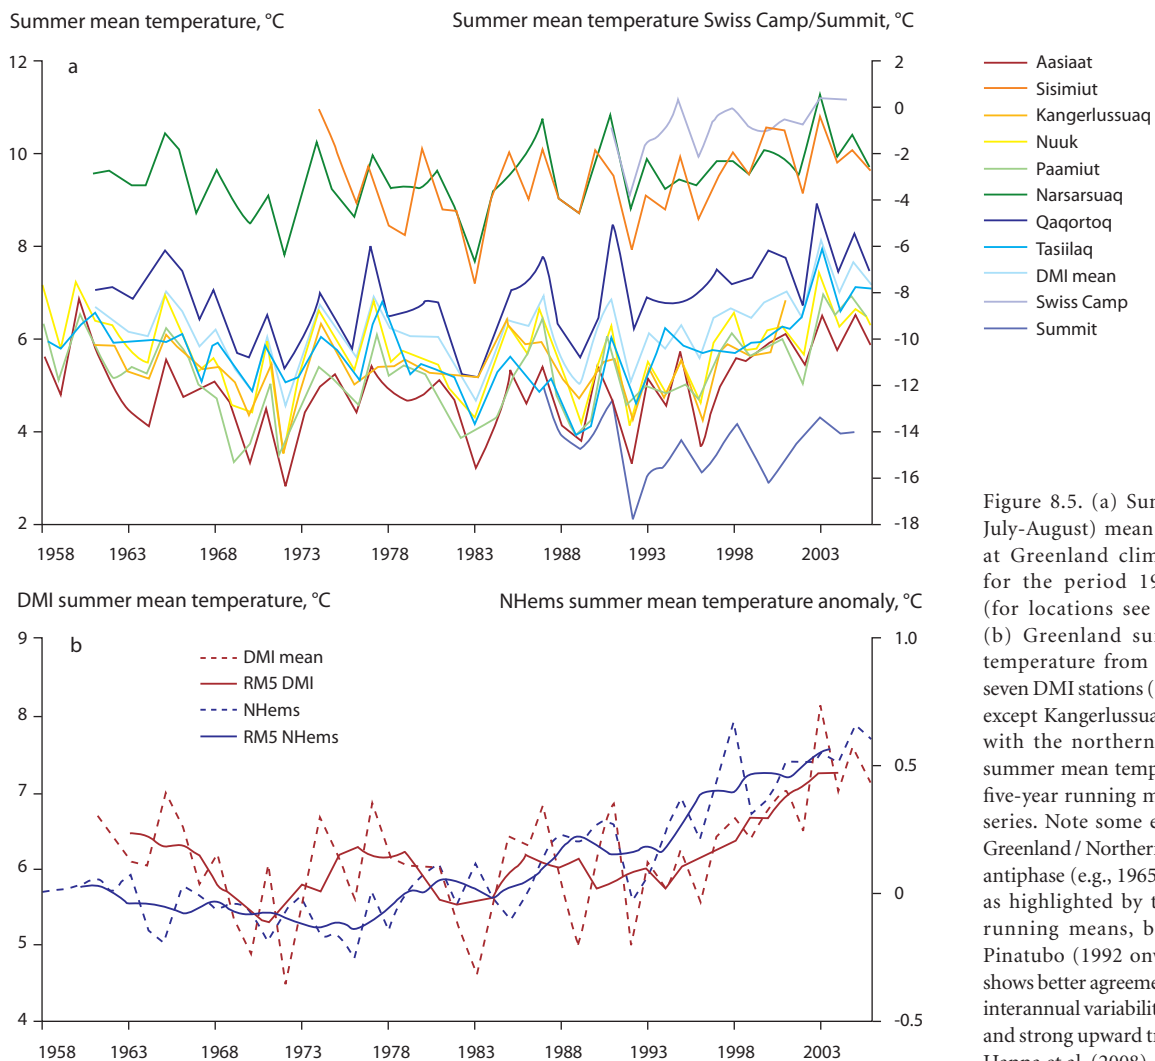 Summer mean temperature, °C
Summer mean temperature Swiss Camp/Summit, °C
a
12
10
8
6
4
2
2
0
-2
-4
-6
-8
-10
-12
-14
-16
-18
1958 1963 1968 1973 1978 1983 1988 1993 1998 2003
Aasiaat
Sisimiut
Kangerlussuaq
Nuuk
Paamiut
Narsarsuaq
Qaqortoq
Tasiilaq
DMI mean
Swiss Camp
Summit
DMI summer mean temperature, °C
NHems summer mean temperature anomaly, °C
b
9
8
7
6
5
4
1.0
0.5
0
-0.5
DMI mean
RM5 DMI
NHems
RM5 NHems
1958 1963 1968 1973 1978 1983 1988 1993 1998 2003
Figure 8.5. (a) Sum
July-August) mean
at Greenland clim
for the period 19
(for locations see
(b) Greenland su
temperature from
seven DMI stations (
except Kangerlussua
with the northern
summer mean temp
five-year running m
series. Note some e
Greenland / Norther
antiphase (e.g., 1965
as highlighted by t
running means, b
Pinatubo (1992 onv
shows better agreeme
interannual variabilit
and strong upward tr